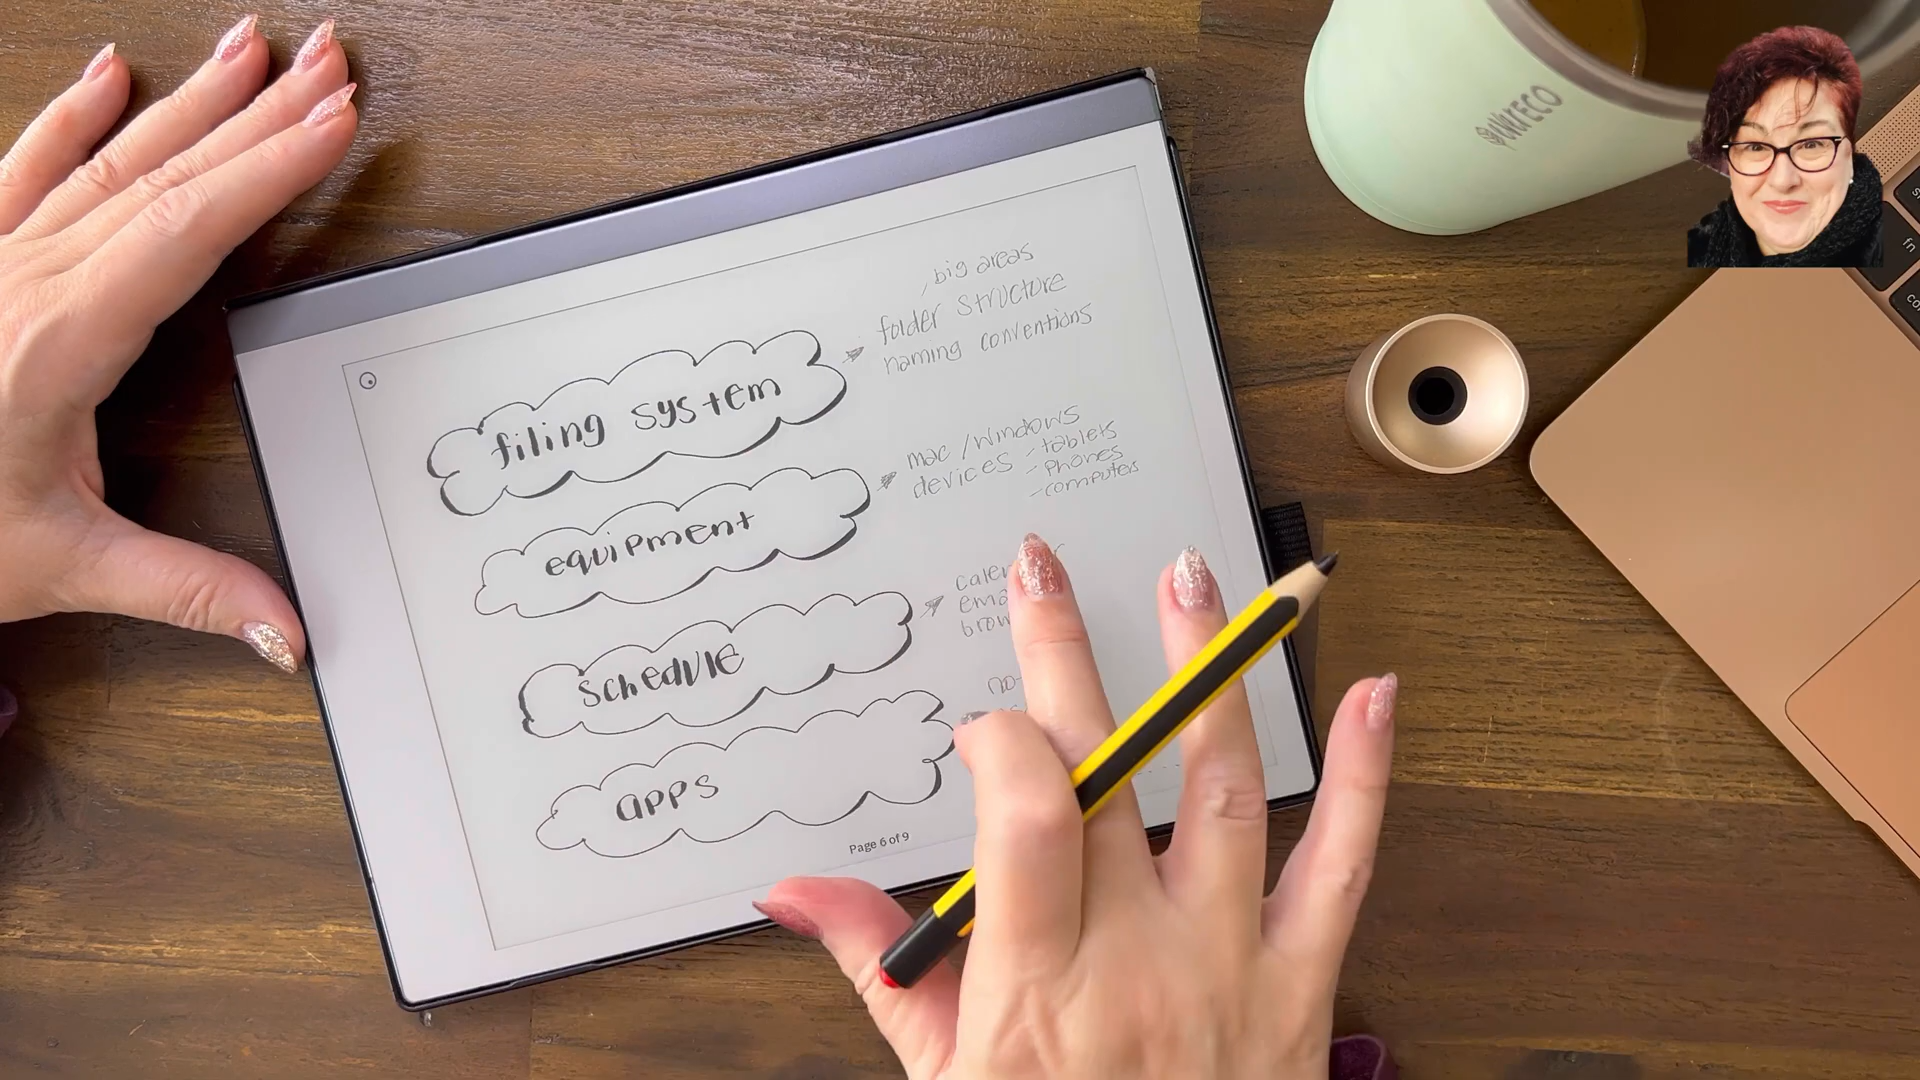 big areas
folder structure
naming conventions
filing system
mac / windows
devices - tablets
- phones
- computers
equipment
schedule
apps
Page 6 of 9
fn